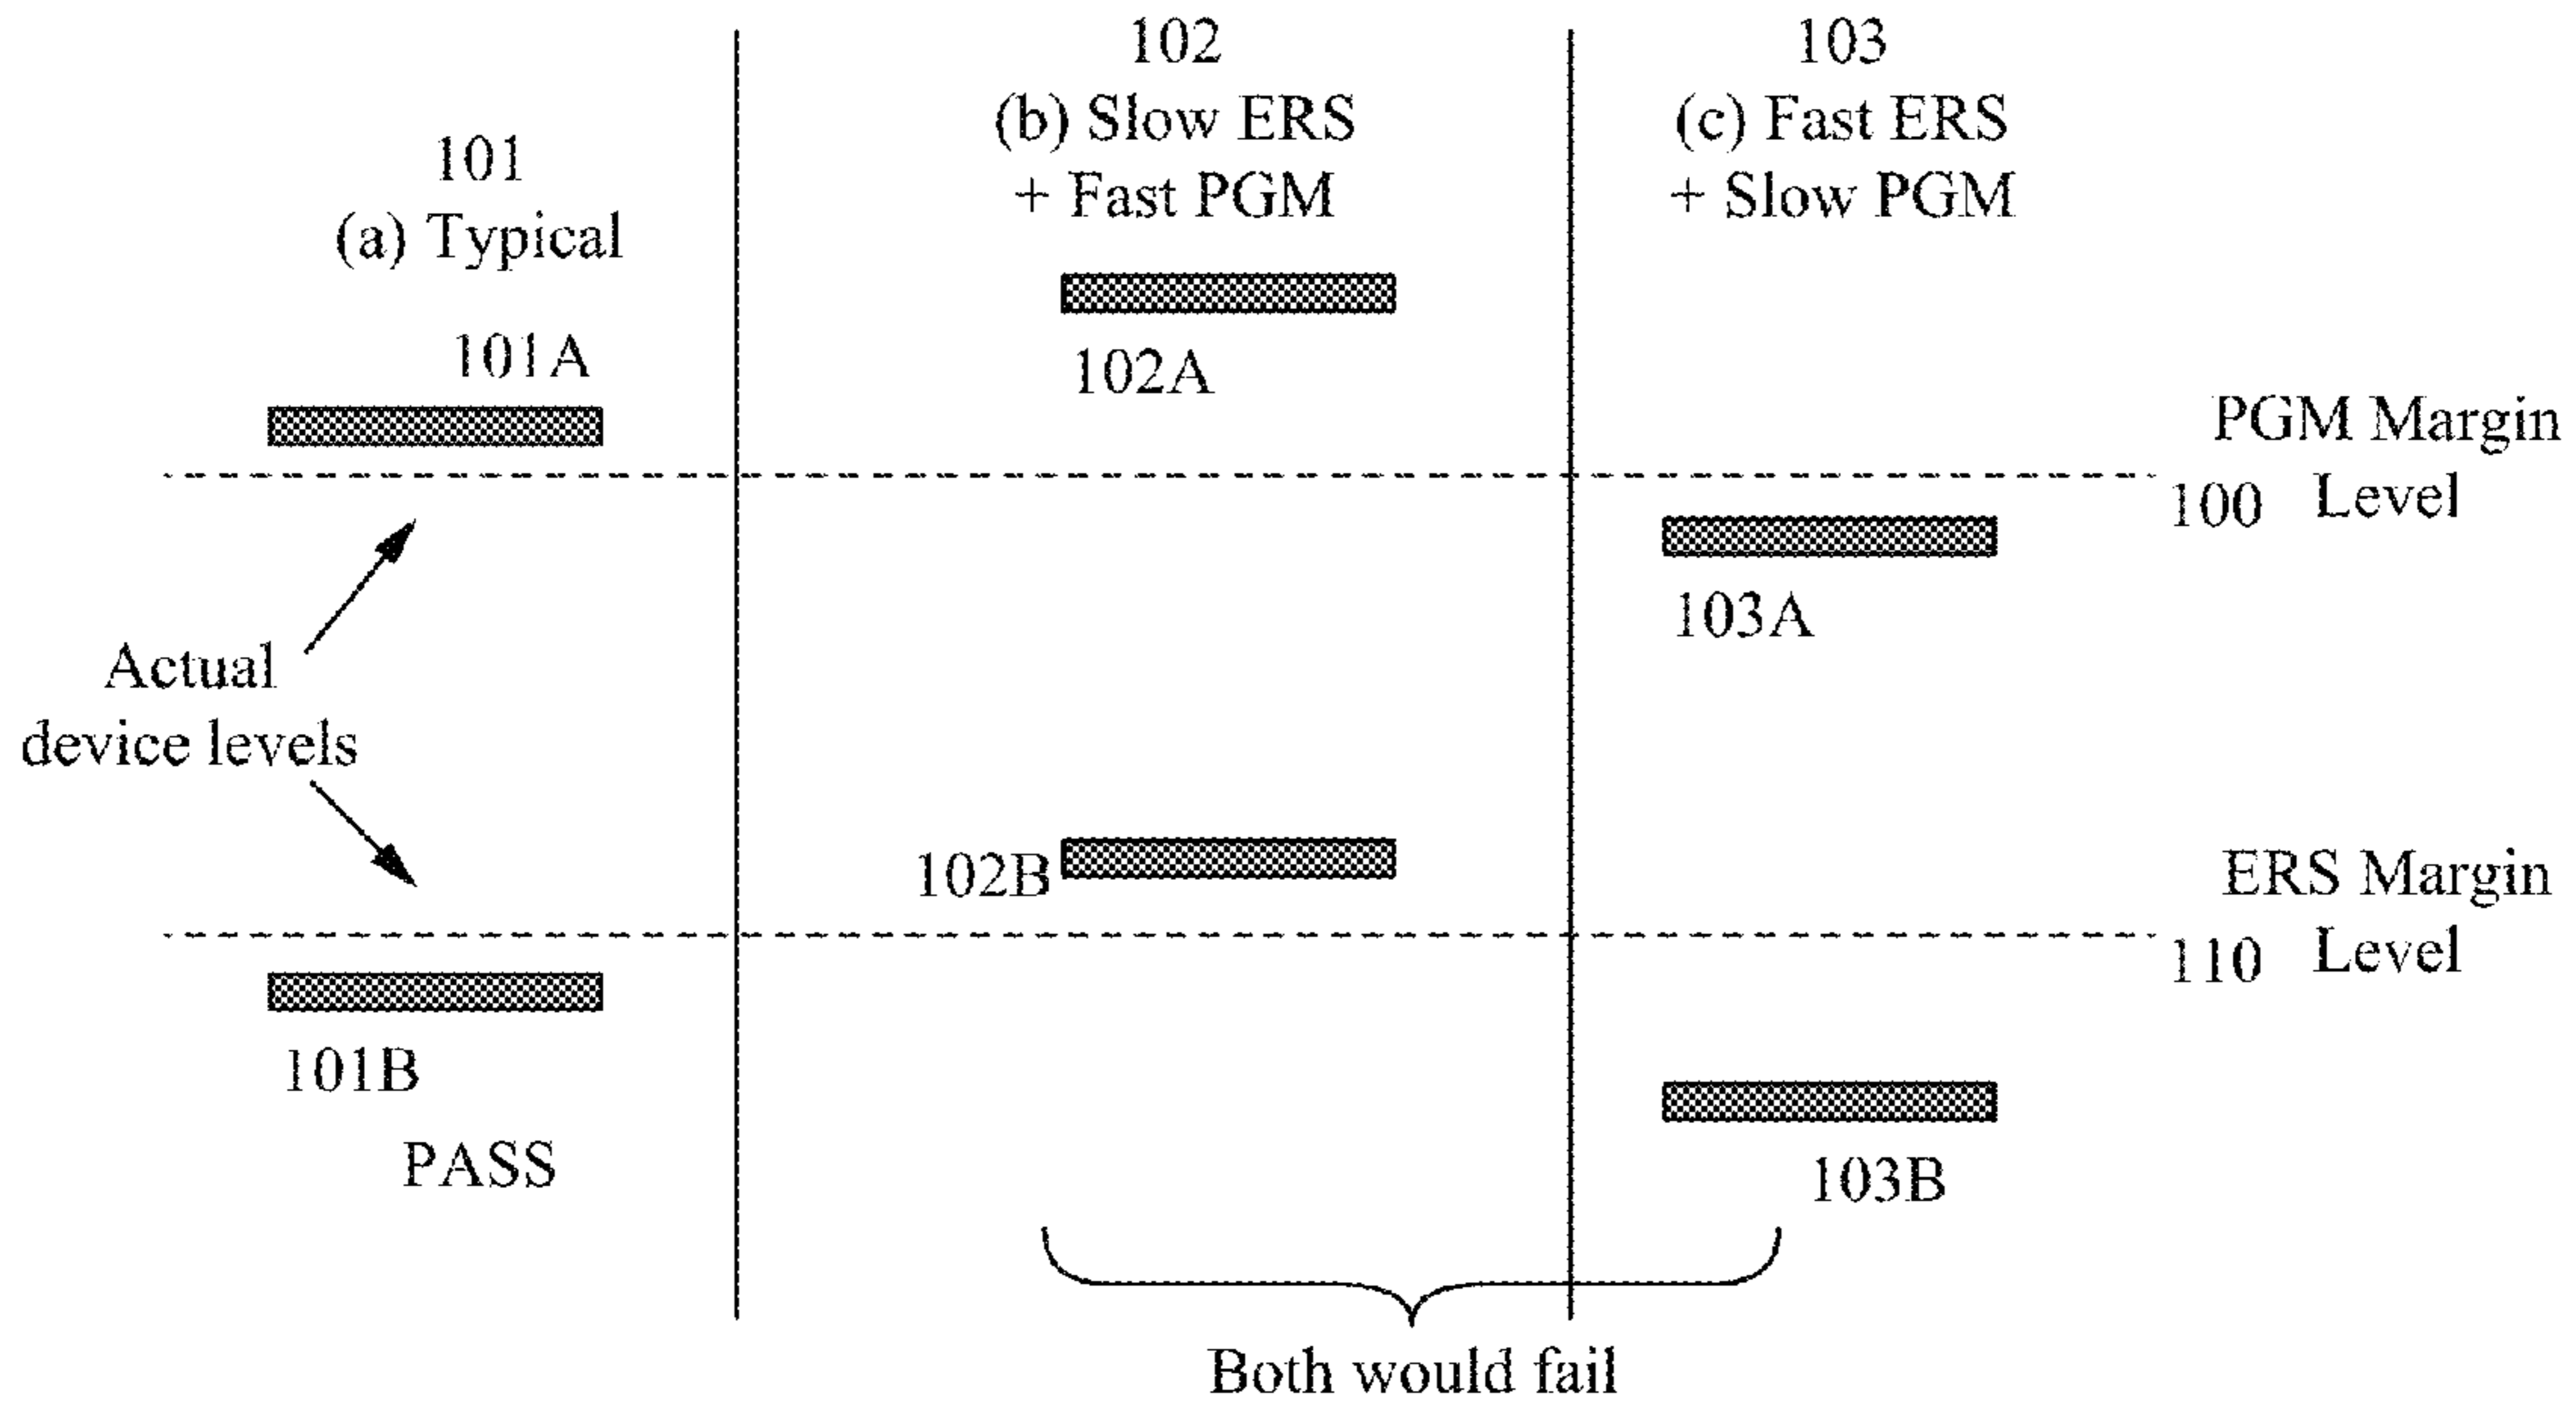 101
(a) Typical
102
(b) Slow ERS
+ Fast PGM
103
(c) Fast ERS
+ Slow PGM
101A
102A
PGM Margin
Level
100
103A
Actual
device levels
102B
ERS Margin
Level
110
101B
PASS
103B
Both would fail